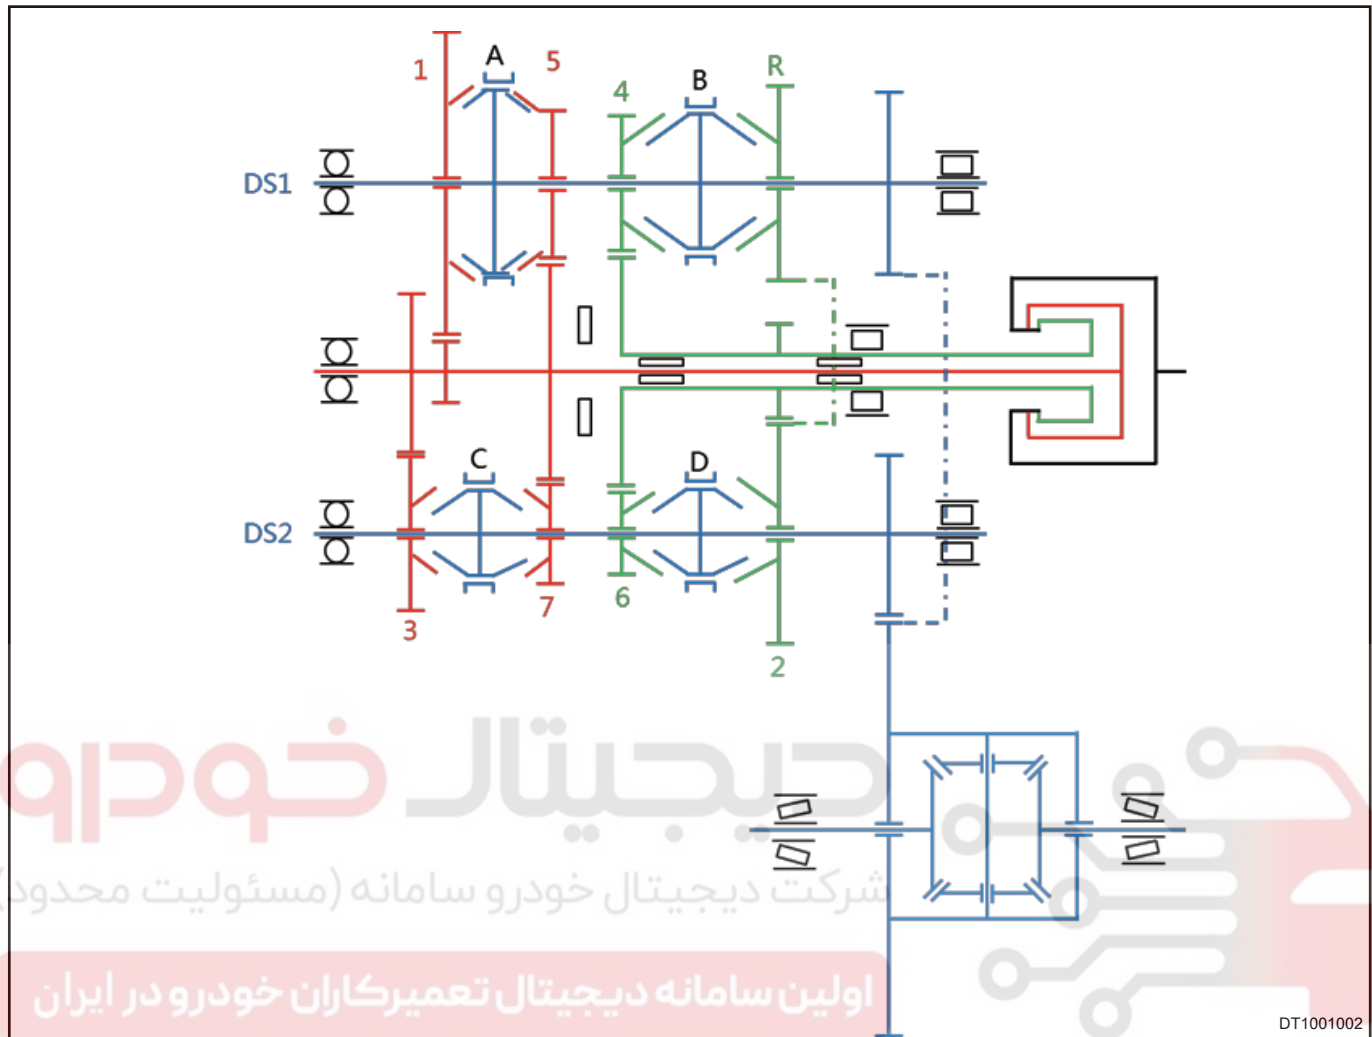 A
1
5
4
B
R
DS1
C
D
DS2
3
7
6
2
دیجیتال خودرو
شرکت دیجیتال خودرو سامانه (مسئولیت محدود)
اولین سامانه دیجیتال تعمیرکاران خودرو در ایران
DT1001002